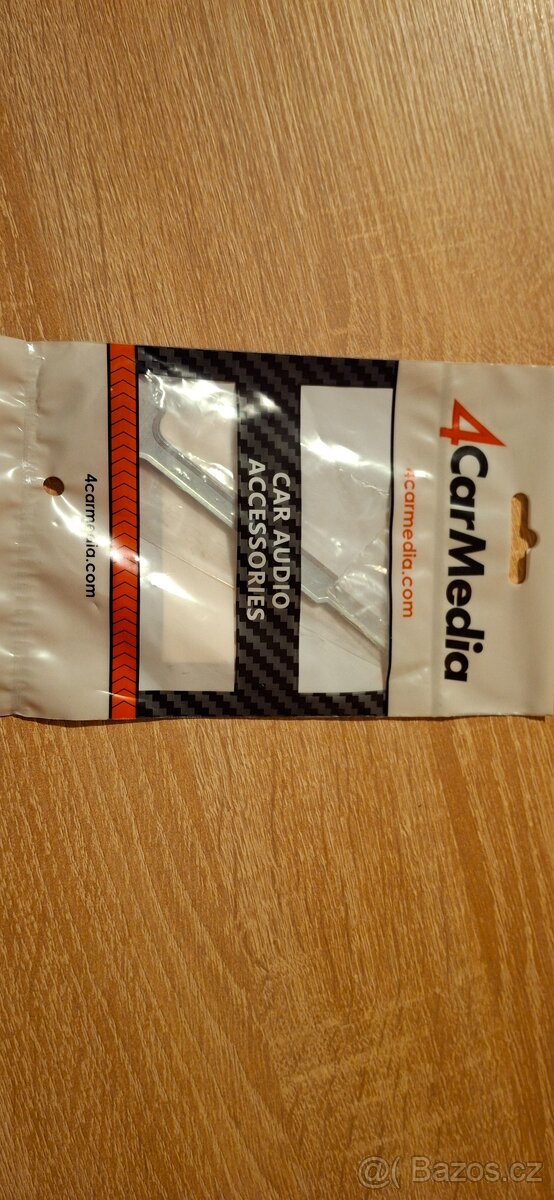 4CarMedia
4carmedia.com
CAR AUDIO
ACCESSORIES
4carmedia.com
Bazos.cz